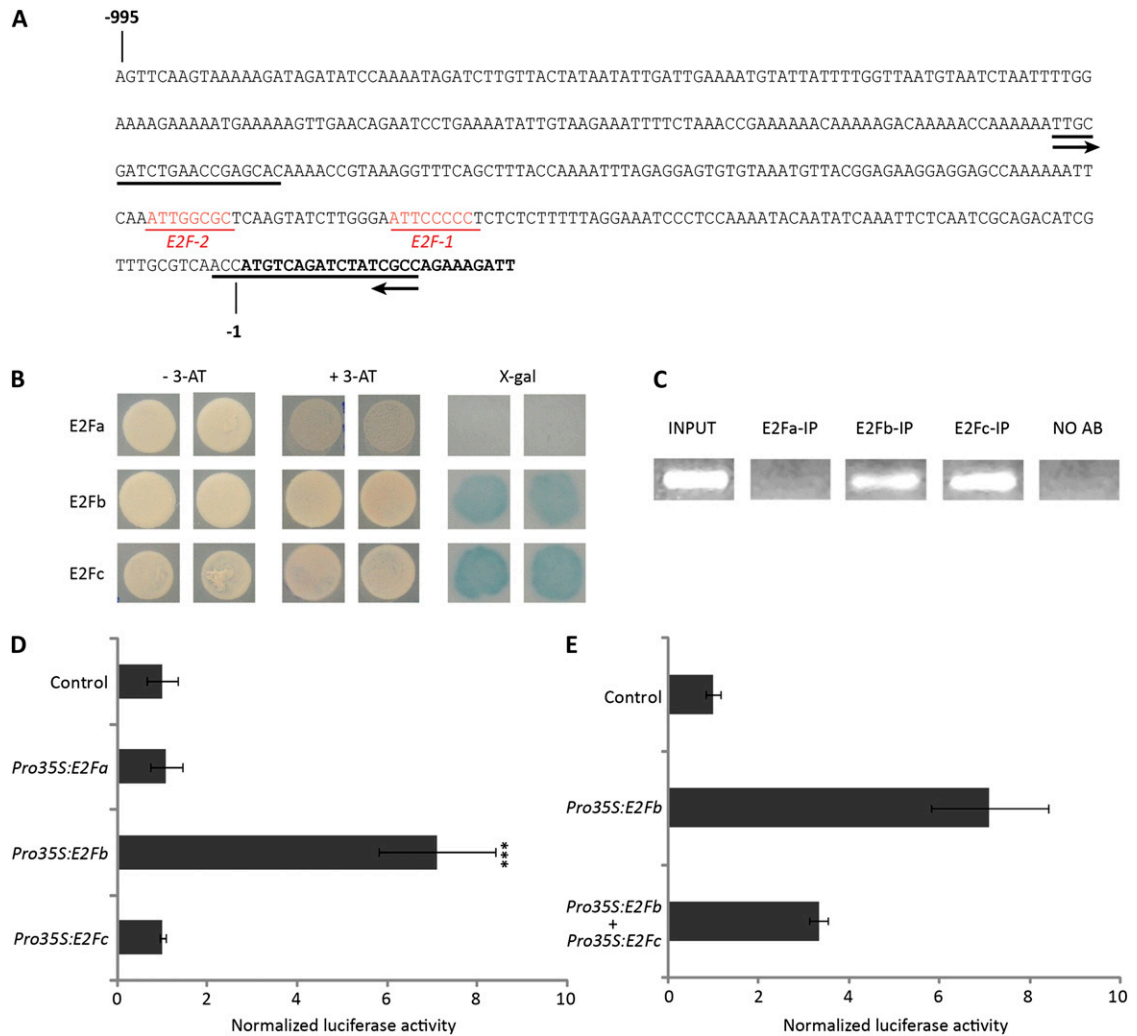 A
-995
AGTTCAAGTAAAAAGATAGATATCCAAAATAGATCTTGTTACTATAATATTGATTGAAAATGTATTATTTTGGTTAATGTAATCTAATTTTGG
AAAAGAAAAATGAAAAAGTTGAACAGAATCCTGAAAATATTGTAAGAAATTTTCTAAACCGAAAAAACAAAAAGACAAAAACCAAAAAATTGC
GATCTGAACCGAGCACAAAACCGTAAAGGTTTCAGCTTTACCAAAATTTAGAGGAGTGTGTAAATGTTACGGAGAAGGAGGAGCCAAAAAATT
CAAATTGGCGCTCAAGTATCTTGGGAATTCCCCCTCTCTCTTTTTAGGAAATCCCTCCAAAATACAATATCAAATTCTCAATCGCAGACATCG
E2F-2 E2F-1
TTTGCGTCAACCATGTCAGATCTATCGCCAGAAAGATT
-1
B
- 3-AT + 3-AT X-gal
E2Fa
E2Fb
E2Fc
C
INPUT E2Fa-IP E2Fb-IP E2Fc-IP NO AB
D
Control
Pro35S:E2Fa
Pro35S:E2Fb
***
Pro35S:E2Fc
0 2 4 6 8 10
Normalized luciferase activity
E
Control
Pro35S:E2Fb
Pro35S:E2Fb
+
Pro35S:E2Fc
0 2 4 6 8 10
Normalized luciferase activity